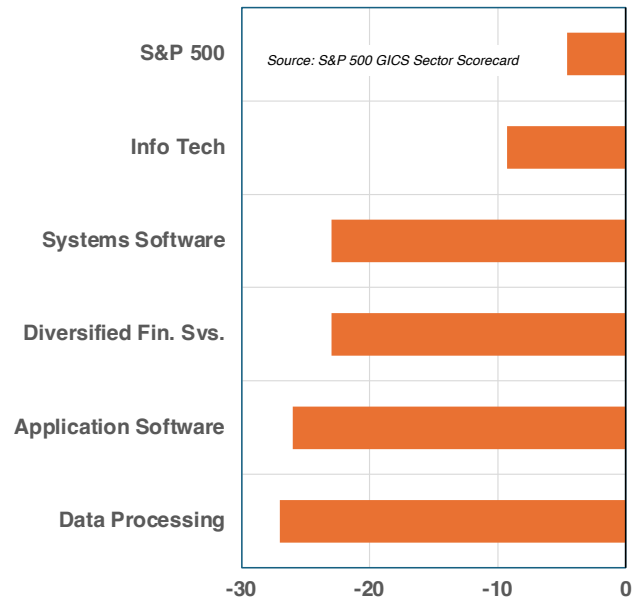 S&P 500
Source: S&P 500 GICS Sector Scorecard
Info Tech
Systems Software
Diversified Fin. Svs.
Application Software
Data Processing
-30 -20 -10 0